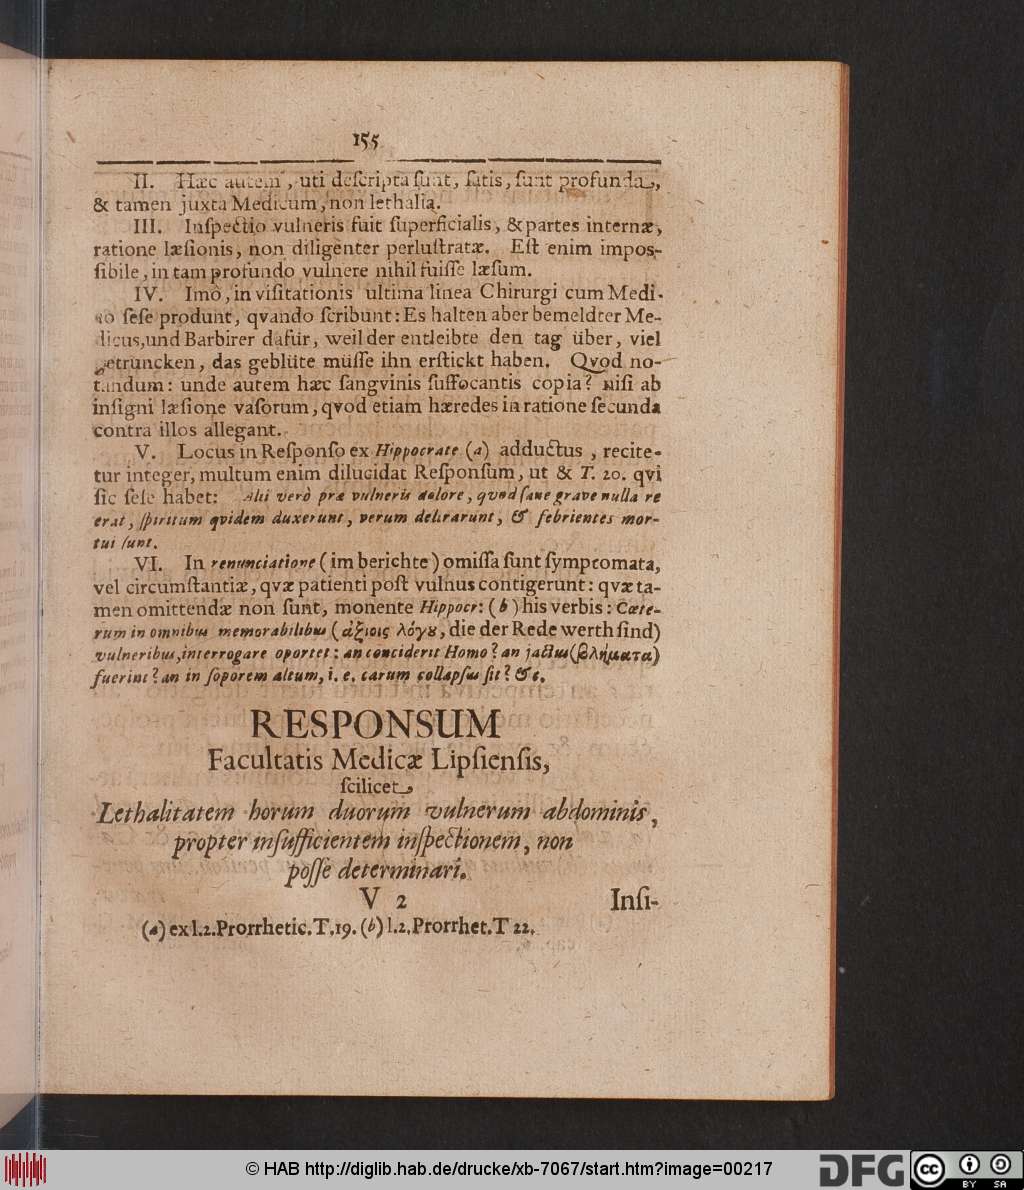 155
II. Hæc autem, uti deſcripta ſunt, ſatis, ſunt profunda,
& tamen juxta Medicum, non lethalia.
III. Inſpectio vulneris fuit ſuperficialis, & partes internæ,
ratione læſionis, non diligenter perluſtratæ. Eſt enim impoſ-
ſibile, in tam profundo vulnere nihil fuiſſe læſum.
IV. Imò, in viſitationis ultima linea Chirurgi cum Medi-
co ſeſe produnt, qvando ſcribunt: Es halten aber bemeldter Me-
dicus, und Barbirer dafür, weil der entleibte den tag über, viel
getruncken, das geblüte müſſe ihn erſtickt haben. Qvod no-
tandum: unde autem hæc ſangvinis ſuffocantis copia? niſi ab
inſigni læſione vaſorum, qvod etiam hæredes in ratione ſecunda
contra illos allegant.
V. Locus in Reſponſo ex Hippocrate (a) adductus, recite-
tur integer, multum enim dilucidat Reſponſum, ut & T. 20. qvi
ſic ſeſe habet: Alii verò præ vulneris dolore, qvod ſane grave nulla re
erat, ſpiritum qvidem duxerunt, verum delirarunt, & febrientes mor-
tui ſunt.
VI. In renunciatione (im berichte) omiſſa ſunt ſymptomata,
vel circumſtantiæ, qvæ patienti poſt vulnus contigerunt: qvæ ta-
men omittendæ non ſunt, monente Hippocr: (b) his verbis: Cæte-
rum in omnibus memorabilibus (ἀξίοις λόγȣ, die der Rede werth ſind)
vulneribus, interrogare oportet: an conciderit Homo? an jactus (βλήματα)
fuerint? an in ſoporem altum, i. e. carum collapſus ſit? &c.
RESPONSUM
Facultatis Medicæ Lipſienſis,
ſcilicet
Lethalitatem horum duorum vulnerum abdominis,
propter inſufficientem inſpectionem, non
poſſe determinari.
V 2 Inſi-
(a) ex l.2. Prorrhetic. T. 19. (b) l.2. Prorrhet. T 22.
© HAB http://diglib.hab.de/drucke/xb-7067/start.htm?image=00217
DFG cc BY SA